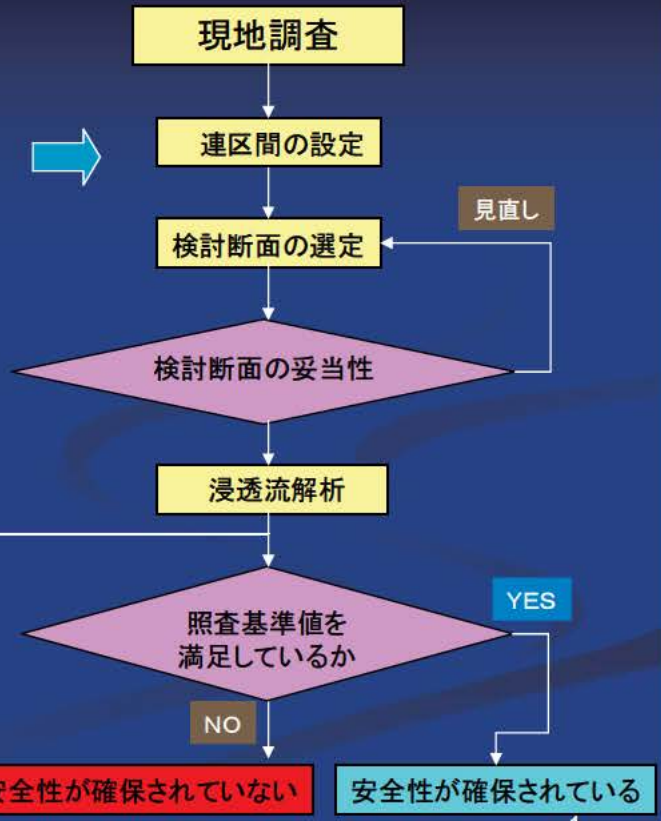 現地調査
連区間の設定
見直し
検討断面の選定
検討断面の妥当性
浸透流解析
照査基準値を
満足しているか
YES
NO
安全性が確保されていない
安全性が確保されている